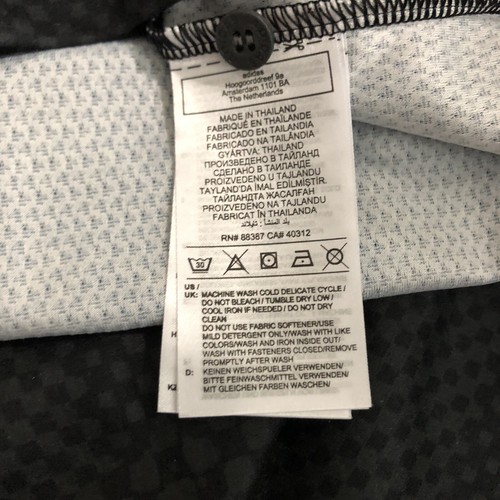 adidas
Hoogoorddreef 9a
Amsterdam 1101 BA
The Netherlands
MADE IN THAILAND
FABRIQUÉ EN THAÏLANDE
FABRICADO EN TAILANDIA
FABRICADO NA TAILÂNDIA
GYÁRTVA: THAILAND
ПРОИЗВЕДЕНО В ТАЙЛАНД
СДЕЛАНО В ТАИЛАНДЕ
PROIZVEDENO U TAJLANDU
TAYLAND'DA İMAL EDİLMİŞTİR.
ТАЙЛАНДТА ЖАСАЛҒАН
PROIZVEDENO NA TAJLANDU
FABRICAT ÎN THAILANDA
بلد المنشأ: تايلاند
RN# 88387 CA# 40312
30
US /
UK: MACHINE WASH COLD DELICATE CYCLE /
DO NOT BLEACH / TUMBLE DRY LOW /
COOL IRON IF NEEDED / DO NOT DRY
CLEAN
DO NOT USE FABRIC SOFTENER/USE
MILD DETERGENT ONLY/WASH WITH LIKE
COLORS/WASH AND IRON INSIDE OUT/
WASH WITH FASTENERS CLOSED/REMOVE
PROMPTLY AFTER WASH
D: KEINEN WEICHSPUELER VERWENDEN/
BITTE FEINWASCHMITTEL VERWENDEN/
MIT GLEICHEN FARBEN WASCHEN/